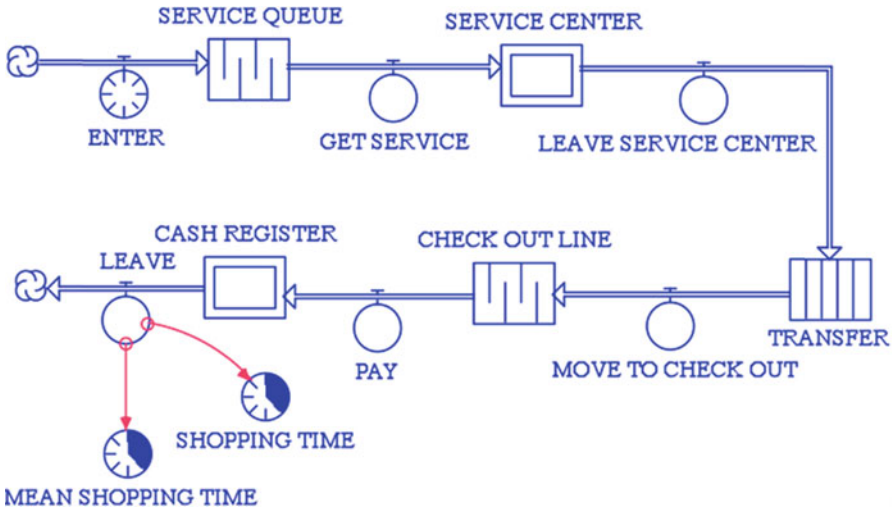 SERVICE QUEUE
SERVICE CENTER
ENTER
GET SERVICE
LEAVE SERVICE CENTER
CASH REGISTER
CHECK OUT LINE
LEAVE
TRANSFER
PAY
MOVE TO CHECK OUT
SHOPPING TIME
MEAN SHOPPING TIME